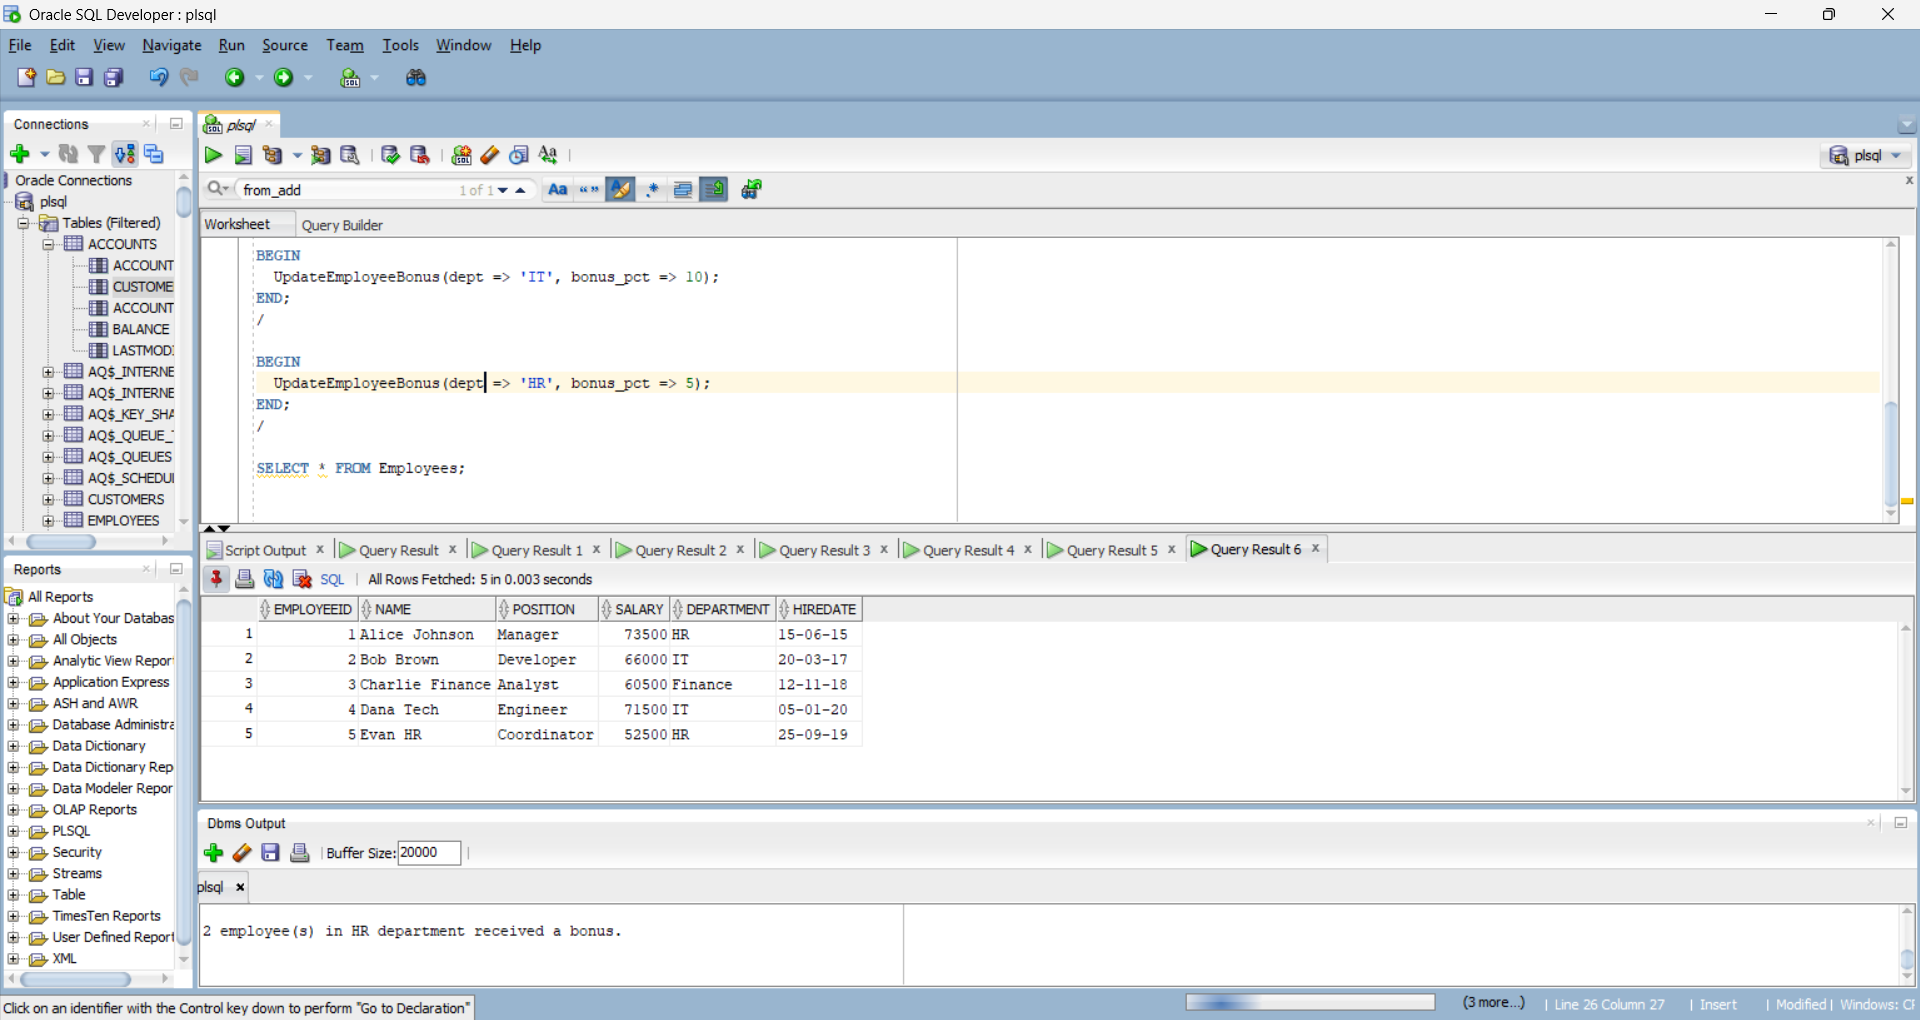 Oracle SQL Developer : plsql
File Edit View Navigate Run Source Team Tools Window Help
Connections
plsql
plsql
from_add 1 of 1 Aa
Worksheet Query Builder
Oracle Connections
plsql
Tables (Filtered)
ACCOUNTS
ACCOUNT
CUSTOME
ACCOUNT
BALANCE
LASTMOD
AQ$_INTERNE
AQ$_INTERNE
AQ$_KEY_SHA
AQ$_QUEUE_
AQ$_QUEUES
AQ$_SCHEDU
CUSTOMERS
EMPLOYEES
BEGIN
UpdateEmployeeBonus(dept => 'IT', bonus_pct => 10);
END;
/
BEGIN
UpdateEmployeeBonus(dept => 'HR', bonus_pct => 5);
END;
/
SELECT * FROM Employees;
Script Output Query Result Query Result 1 Query Result 2 Query Result 3 Query Result 4 Query Result 5 Query Result 6
SQL All Rows Fetched: 5 in 0.003 seconds
EMPLOYEEID NAME POSITION SALARY DEPARTMENT HIREDATE
1 1 Alice Johnson Manager 73500 HR 15-06-15
2 2 Bob Brown Developer 66000 IT 20-03-17
3 3 Charlie Finance Analyst 60500 Finance 12-11-18
4 4 Dana Tech Engineer 71500 IT 05-01-20
5 5 Evan HR Coordinator 52500 HR 25-09-19
Reports
All Reports
About Your Databas
All Objects
Analytic View Repor
Application Express
ASH and AWR
Database Administra
Data Dictionary
Data Dictionary Rep
Data Modeler Repor
OLAP Reports
PLSQL
Security
Streams
Table
TimesTen Reports
User Defined Report
XML
Dbms Output
Buffer Size: 20000
plsql
2 employee(s) in HR department received a bonus.
Click on an identifier with the Control key down to perform "Go to Declaration"
(3 more...) | Line 26 Column 27 | Insert | Modified | Windows: C